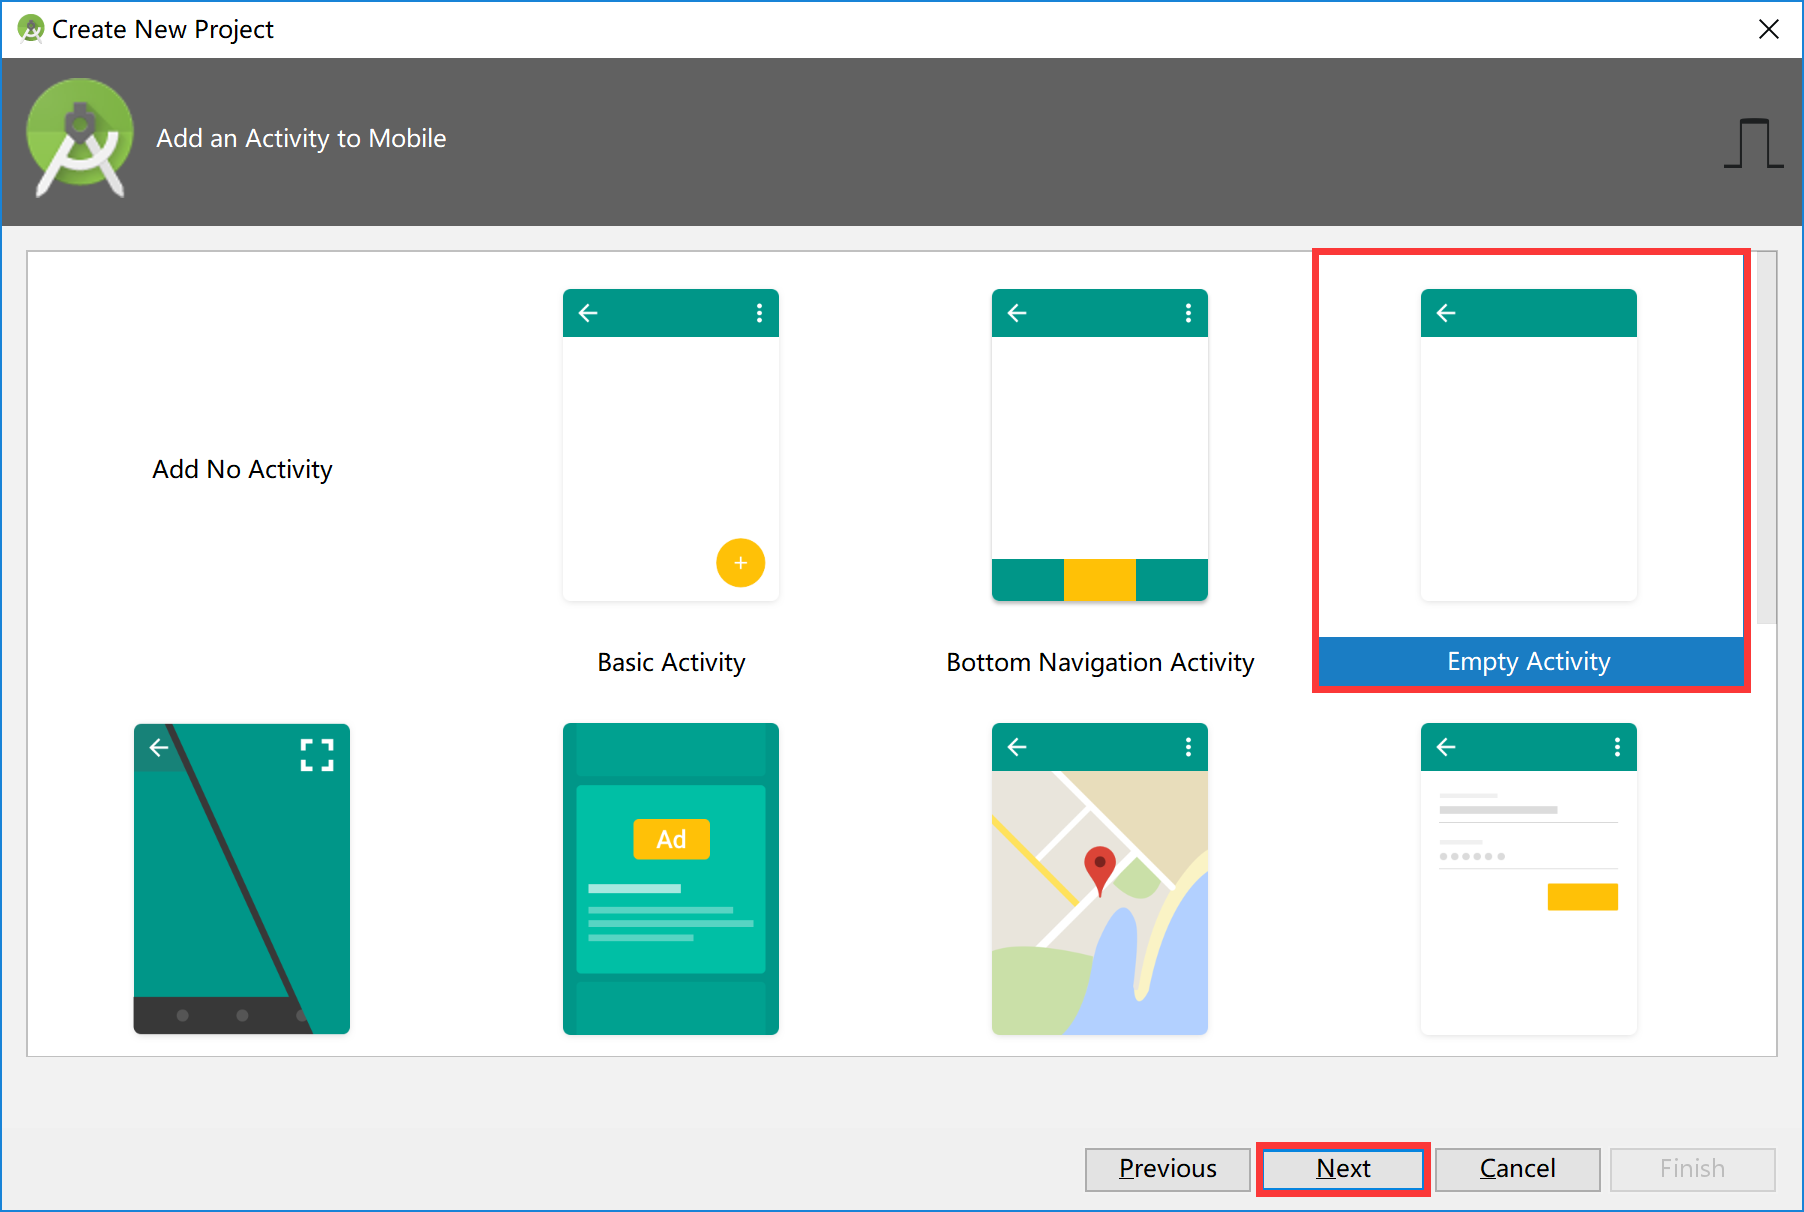 Create New Project
Add an Activity to Mobile
Add No Activity
Basic Activity
Bottom Navigation Activity
Empty Activity
Ad
Previous
Next
Cancel
Finish